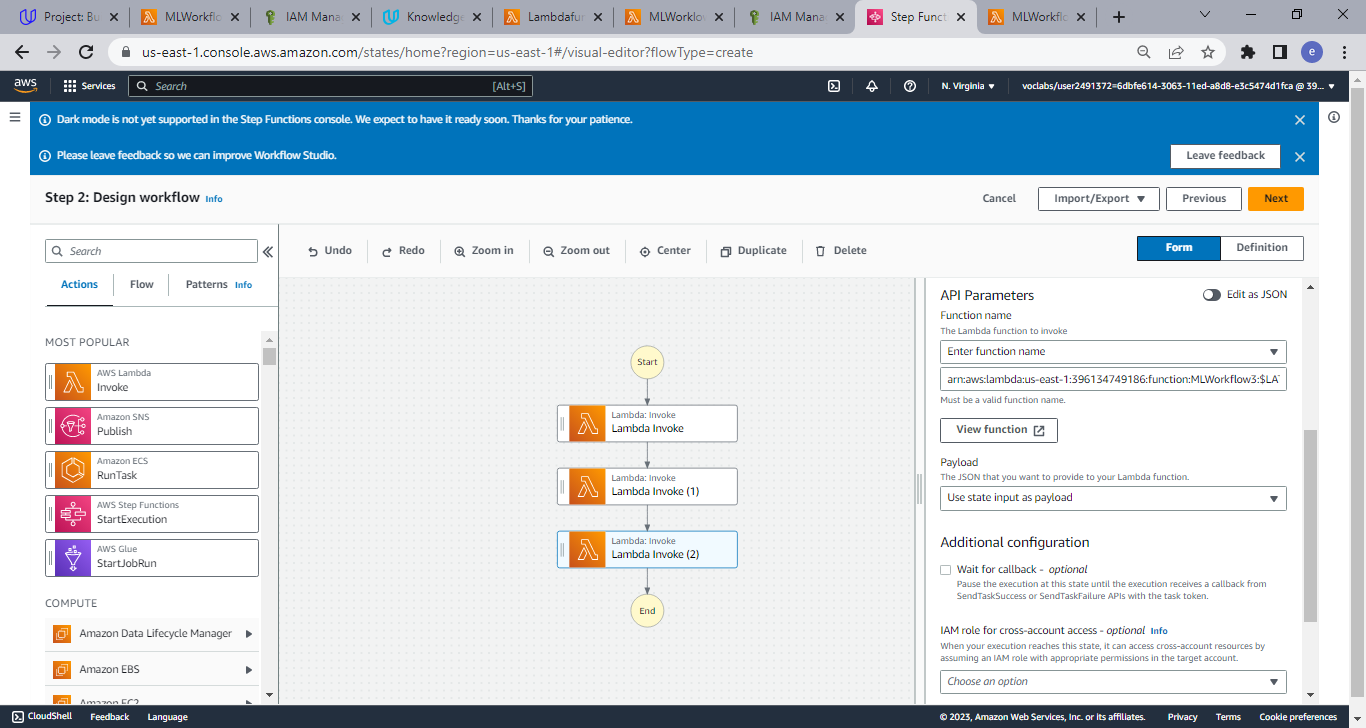 Project: Bu
MLWorkflo
IAM Mana
Knowledge
Lambdafun
MLWorklov
IAM Mana
Step Funct
MLWorkflo
us-east-1.console.aws.amazon.com/states/home?region=us-east-1#/visual-editor?flowType=create
e
aws
Services
Search
[Alt+S]
N. Virginia
voclabs/user2491372=6dbfe614-3063-11ed-a8d8-e3c5474d1fca @ 39...
Dark mode is not yet supported in the Step Functions console. We expect to have it ready soon. Thanks for your patience.
Please leave feedback so we can improve Workflow Studio.
Leave feedback
Step 2: Design workflow Info
Cancel
Import/Export
Previous
Next
Search
Undo
Redo
Zoom in
Zoom out
Center
Duplicate
Delete
Form
Definition
Actions
Flow
Patterns Info
MOST POPULAR
AWS Lambda
Invoke
Amazon SNS
Publish
Amazon ECS
RunTask
AWS Step Functions
StartExecution
AWS Glue
StartJobRun
COMPUTE
Amazon Data Lifecycle Manager
Amazon EBS
Amazon EC2
Start
Lambda: Invoke
Lambda Invoke
Lambda: Invoke
Lambda Invoke (1)
Lambda: Invoke
Lambda Invoke (2)
End
API Parameters
Edit as JSON
Function name
The Lambda function to invoke
Enter function name
arn:aws:lambda:us-east-1:396134749186:function:MLWorkflow3:$LAT
Must be a valid function name.
View function
Payload
The JSON that you want to provide to your Lambda function.
Use state input as payload
Additional configuration
Wait for callback - optional
Pause the execution at this state until the execution receives a callback from
SendTaskSuccess or SendTaskFailure APIs with the task token.
IAM role for cross-account access - optional Info
When your execution reaches this state, it can access cross-account resources by
assuming an IAM role with appropriate permissions in the target account.
Choose an option
CloudShell
Feedback
Language
© 2023, Amazon Web Services, Inc. or its affiliates.
Privacy
Terms
Cookie preferences